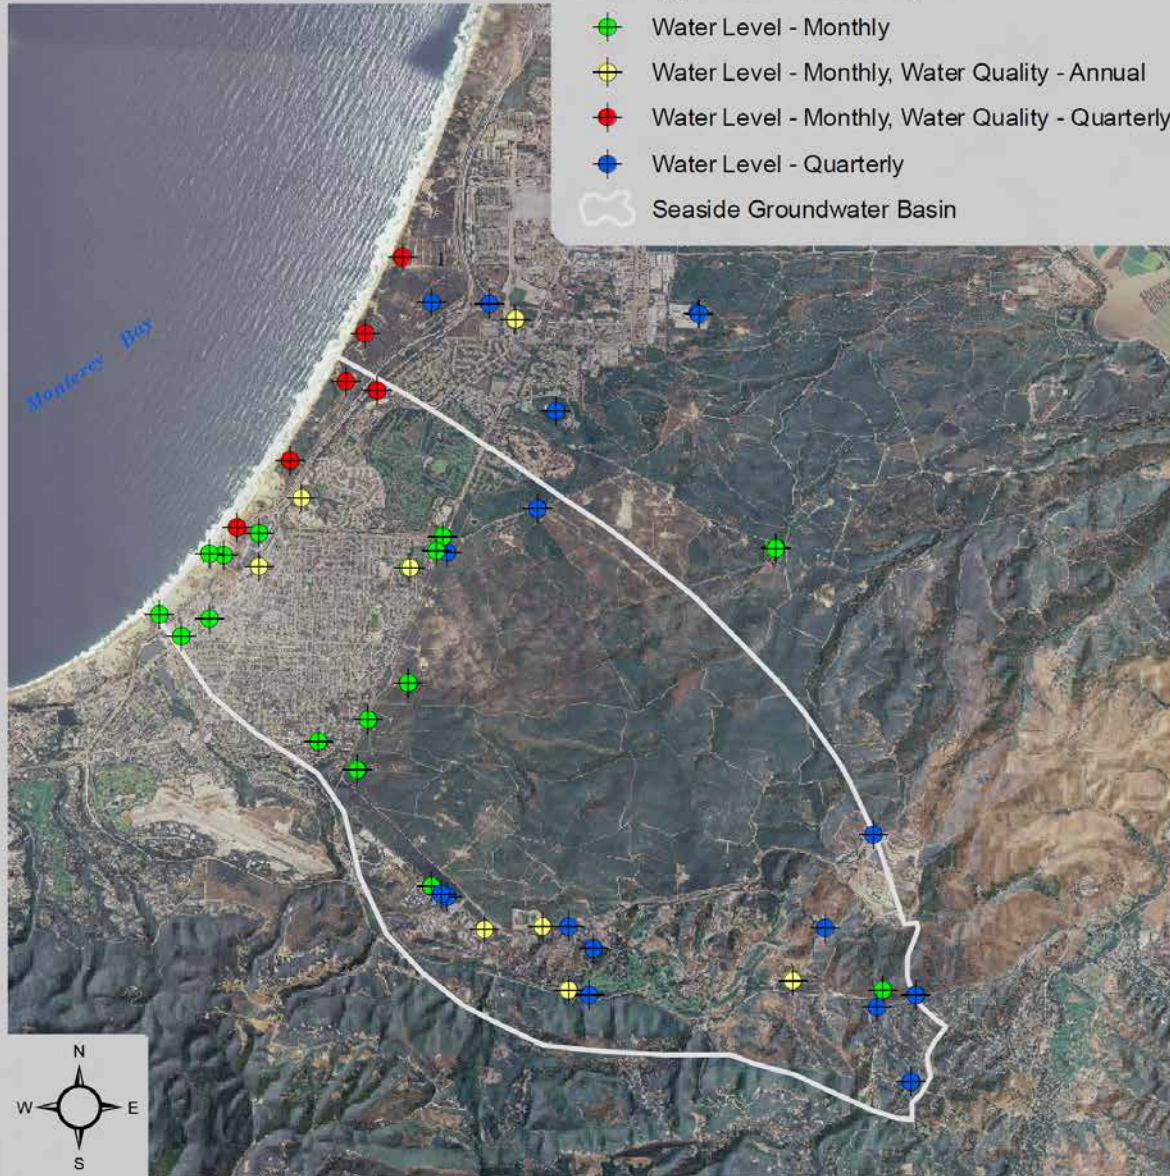 Water Level - Monthly
Water Level - Monthly, Water Quality - Annual
Water Level - Monthly, Water Quality - Quarterly
Water Level - Quarterly
Seaside Groundwater Basin
Monterey Bay
N
W E
S